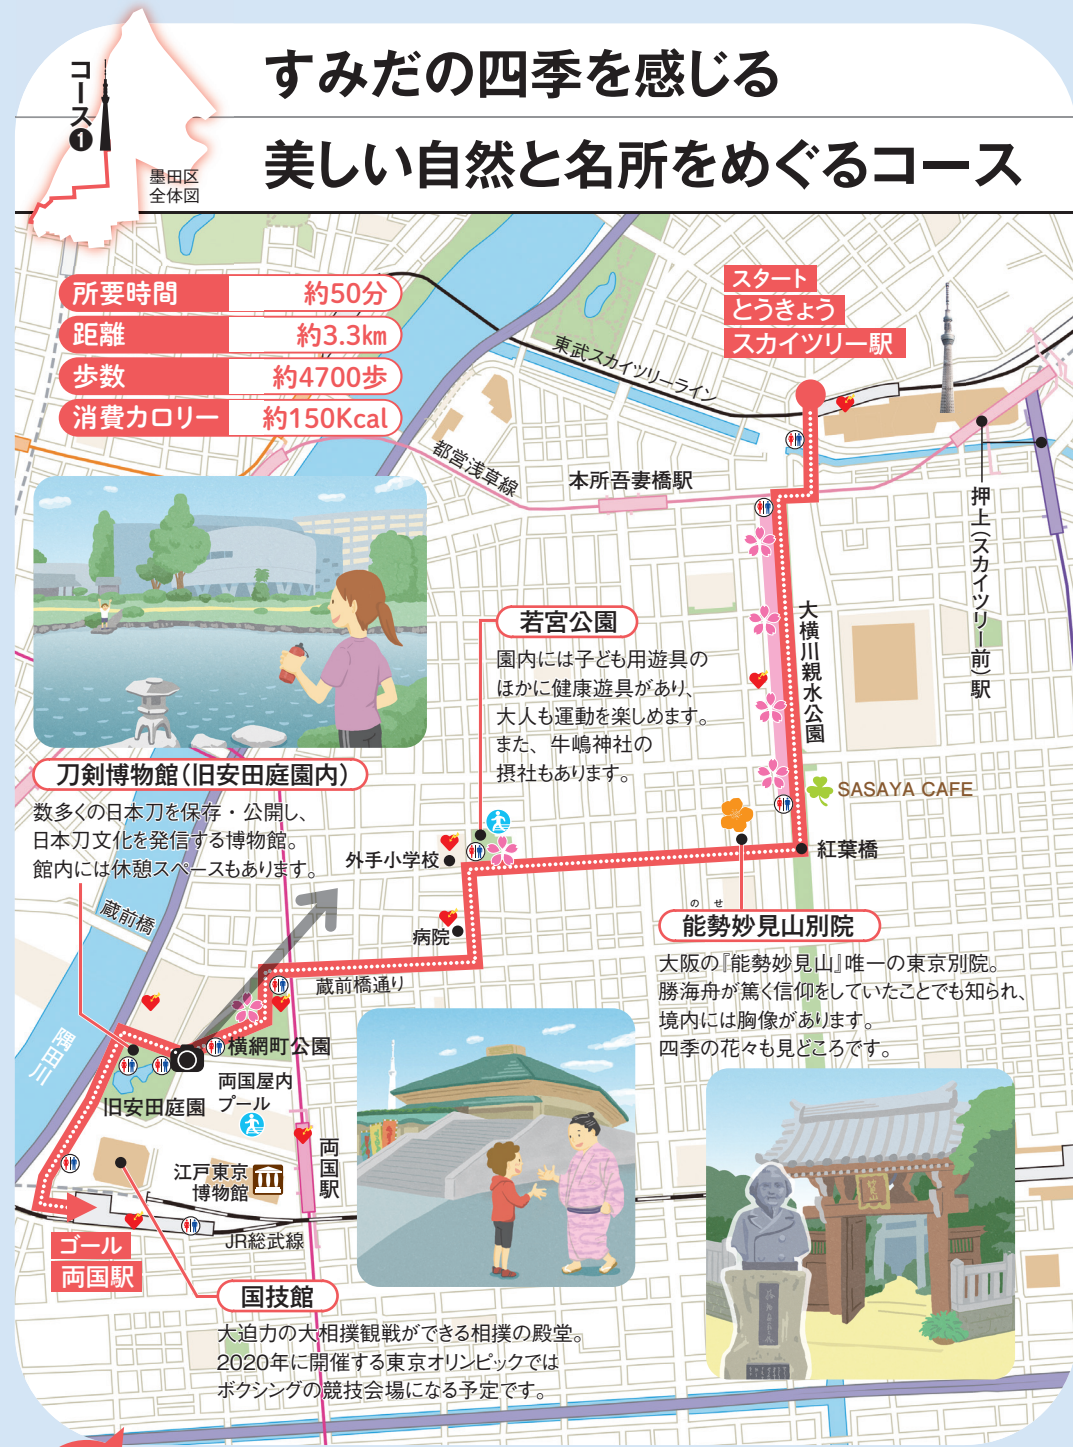 コース❶
墨田区
全体図
すみだの四季を感じる
美しい自然と名所をめぐるコース
所要時間 約50分
距離 約3.3㎞
歩数 約4700歩
消費カロリー 約150Kcal
スタート
とうきょう
スカイツリー駅
東武スカイツリーライン
都営浅草線
本所吾妻橋駅
押上(スカイツリー前)駅
大横川親水公園
若宮公園
園内には子ども用遊具の
ほかに健康遊具があり、
大人も運動を楽しめます。
また、牛嶋神社の
摂社もあります。
刀剣博物館(旧安田庭園内)
数多くの日本刀を保存・公開し、
日本刀文化を発信する博物館。
館内には休憩スペースもあります。
SASAYA CAFE
紅葉橋
外手小学校
病院
蔵前橋
蔵前橋通り
のせ
能勢妙見山別院
大阪の『能勢妙見山』唯一の東京別院。
勝海舟が篤く信仰をしていたことでも知られ、
境内には胸像があります。
四季の花々も見どころです。
隅田川
横網町公園
両国屋内
プール
旧安田庭園
江戸東京
博物館
両国駅
JR総武線
ゴール
両国駅
国技館
大迫力の大相撲観戦ができる相撲の殿堂。
2020年に開催する東京オリンピックでは
ボクシングの競技会場になる予定です。